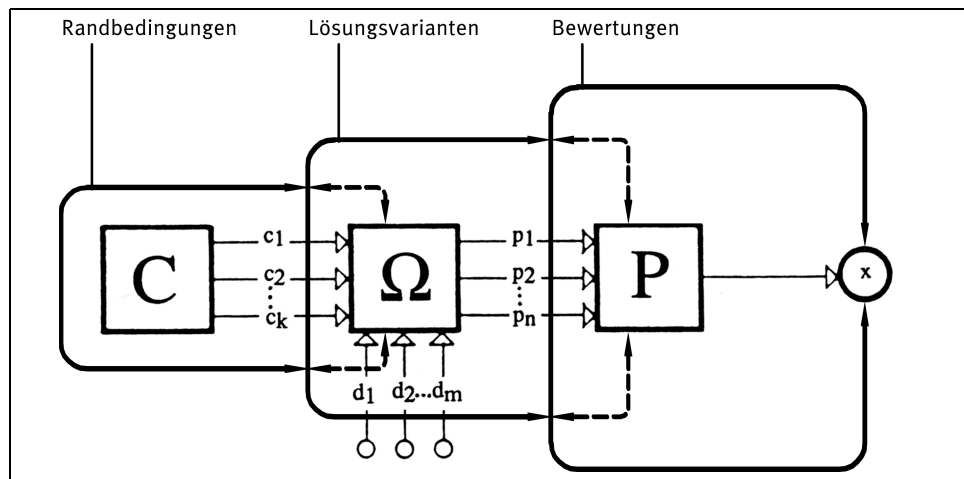 Randbedingungen Lösungsvarianten Bewertungen
C c1 c2 ck Ω p1 p2 pn P x
d1 d2...dm